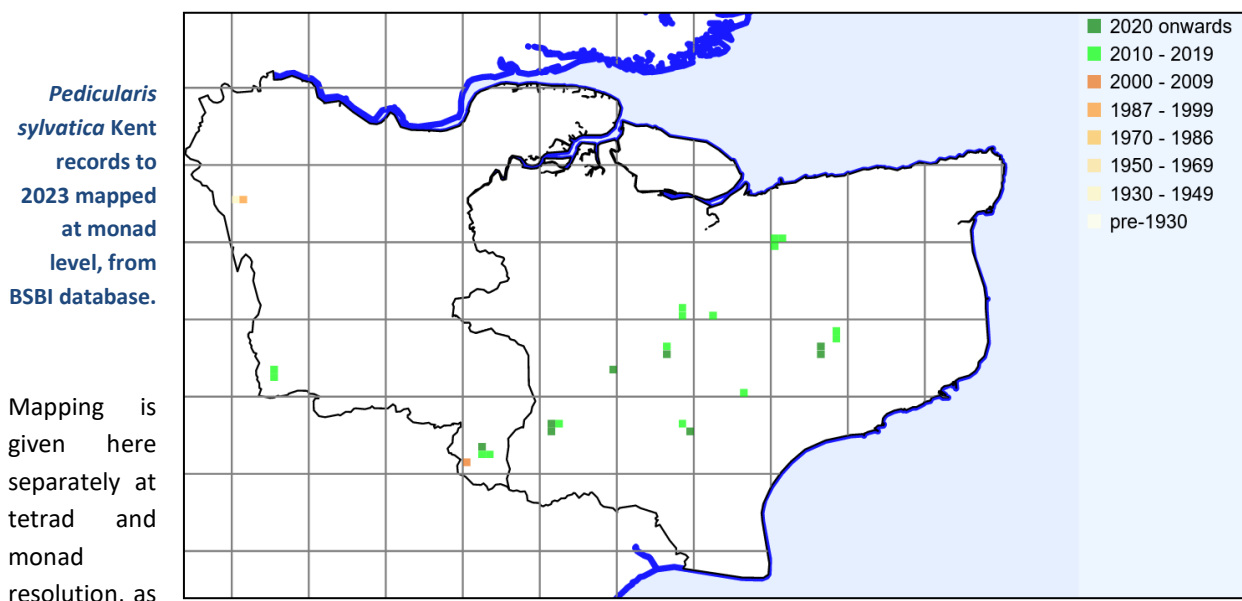 Pedicularis
sylvatica Kent
records to
2023 mapped
at monad
level, from
BSBI database.
Mapping is
given here
separately at
tetrad and
monad
resolution, as
2020 onwards
2010 - 2019
2000 - 2009
1987 - 1999
1970 - 1986
1950 - 1969
1930 - 1949
pre-1930